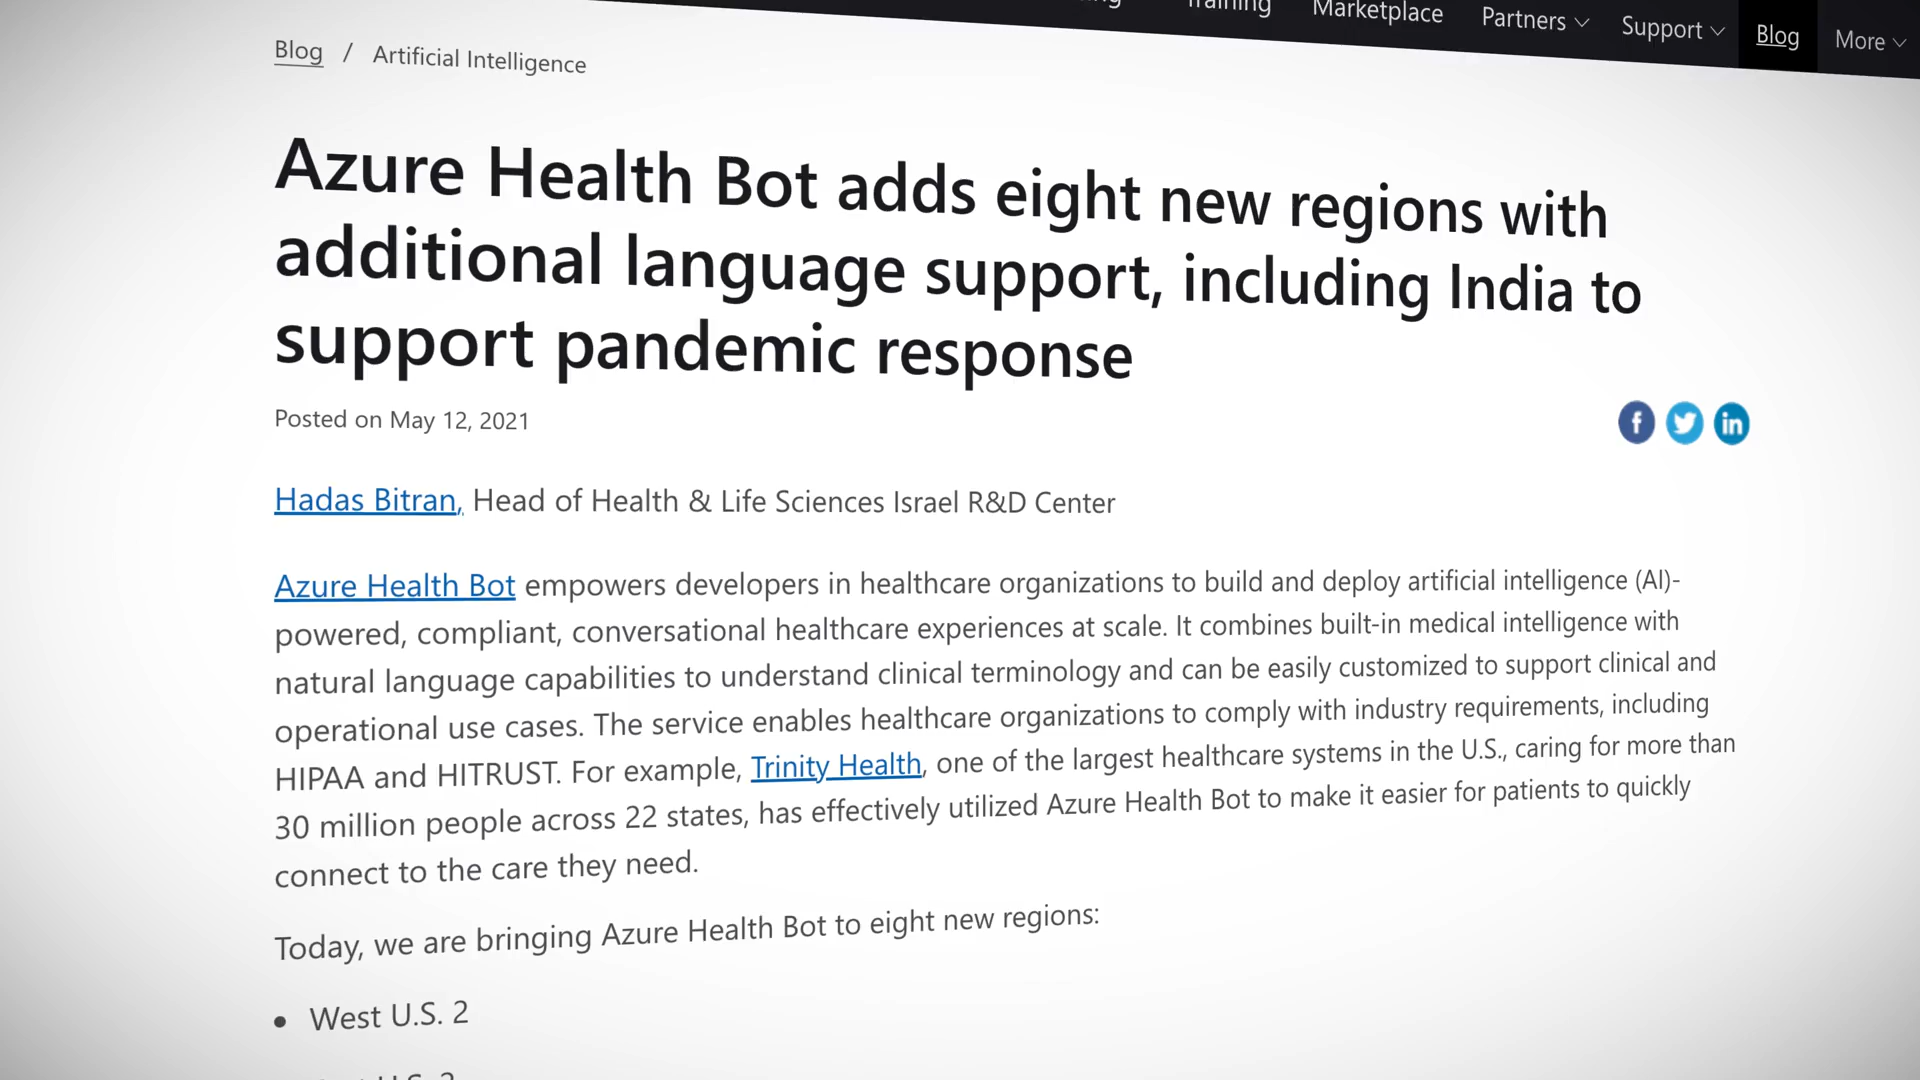 Training Marketplace Partners Support Blog More
Blog / Artificial Intelligence
Azure Health Bot adds eight new regions with
additional language support, including India to
support pandemic response
Posted on May 12, 2021
Hadas Bitran, Head of Health & Life Sciences Israel R&D Center
Azure Health Bot empowers developers in healthcare organizations to build and deploy artificial intelligence (AI)-
powered, compliant, conversational healthcare experiences at scale. It combines built-in medical intelligence with
natural language capabilities to understand clinical terminology and can be easily customized to support clinical and
operational use cases. The service enables healthcare organizations to comply with industry requirements, including
HIPAA and HITRUST. For example, Trinity Health, one of the largest healthcare systems in the U.S., caring for more than
30 million people across 22 states, has effectively utilized Azure Health Bot to make it easier for patients to quickly
connect to the care they need.
Today, we are bringing Azure Health Bot to eight new regions:
• West U.S. 2